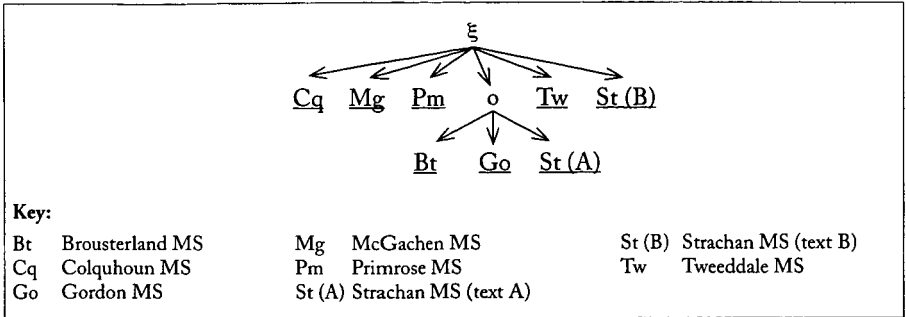 ξ
Cq Mg Pm o Tw St (B)
Bt Go St (A)
Key:
Bt Brousterland MS Mg McGachen MS St (B) Strachan MS (text B)
Cq Colquhoun MS Pm Primrose MS Tw Tweeddale MS
Go Gordon MS St (A) Strachan MS (text A)